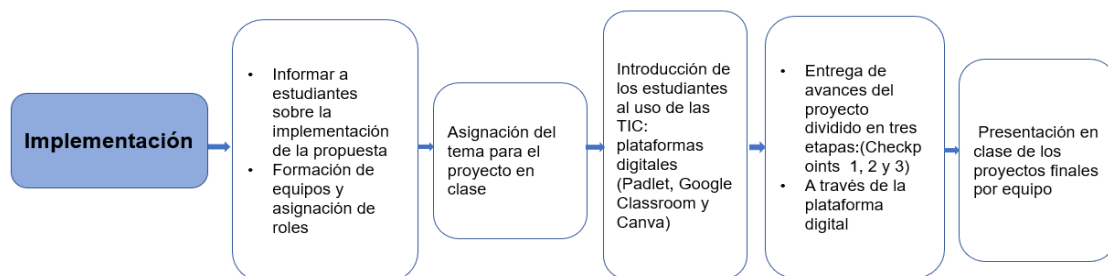 Implementación
• Informar a
estudiantes
sobre la
implementación
de la propuesta
• Formación de
equipos y
asignación de
roles
Asignación del
tema para el
proyecto en
clase
Introducción de
los estudiantes
al uso de las
TIC:
plataformas
digitales
(Padlet, Google
Classroom y
Canva)
• Entrega de
avances del
proyecto
dividido en tres
etapas:(Checkp
oints 1, 2 y 3)
• A través de la
plataforma
digital
Presentación en
clase de los
proyectos finales
por equipo